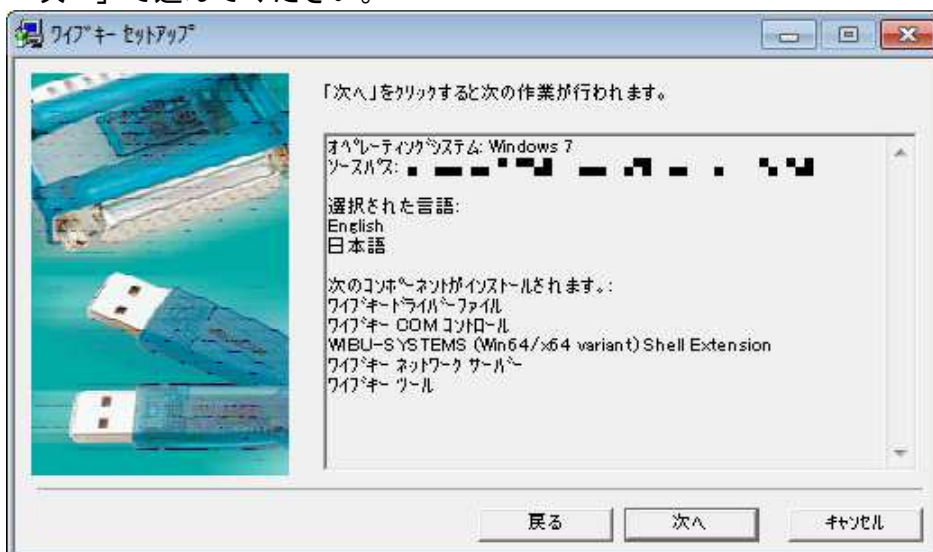 ﾜｲﾌﾞｷｰ ｾｯﾄｱｯﾌﾟ
「次へ」をｸﾘｯｸすると次の作業が行われます。
ｵﾍﾟﾚｰﾃｨﾝｸﾞｼｽﾃﾑ: Windows 7
ｿｰｽﾊﾟｽ:
選択された言語:
English
日本語
次のｺﾝﾎﾟｰﾈﾝﾄがｲﾝｽﾄｰﾙされます。:
ﾜｲﾌﾞｷｰﾄﾞﾗｲﾊﾞｰﾌｧｲﾙ
ﾜｲﾌﾞｷｰ COM ｺﾝﾄﾛｰﾙ
WIBU-SYSTEMS (Win64/x64 variant) Shell Extension
ﾜｲﾌﾞｷｰ ﾈｯﾄﾜｰｸ ｻｰﾊﾞｰ
ﾜｲﾌﾞｷｰ ﾂｰﾙ
戻る
次へ
ｷｬﾝｾﾙ